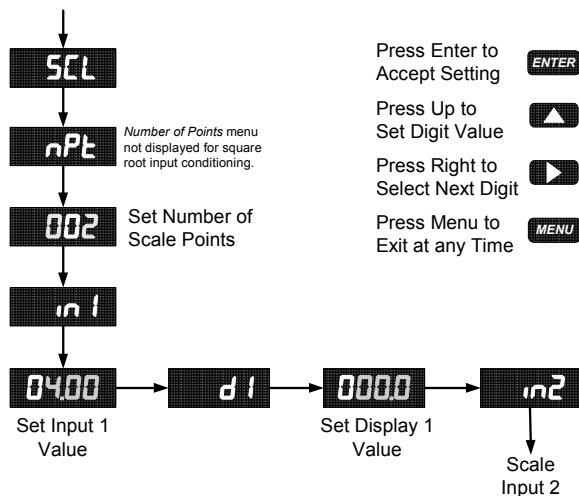 SCL
Press Enter to
Accept Setting
ENTER
nPt
Number of Points menu
not displayed for square
root input conditioning.
Press Up to
Set Digit Value
002
Set Number of
Scale Points
Press Right to
Select Next Digit
Press Menu to
Exit at any Time
MENU
in 1
04.00
d 1
000.0
in2
Set Input 1
Value
Set Display 1
Value
Scale
Input 2